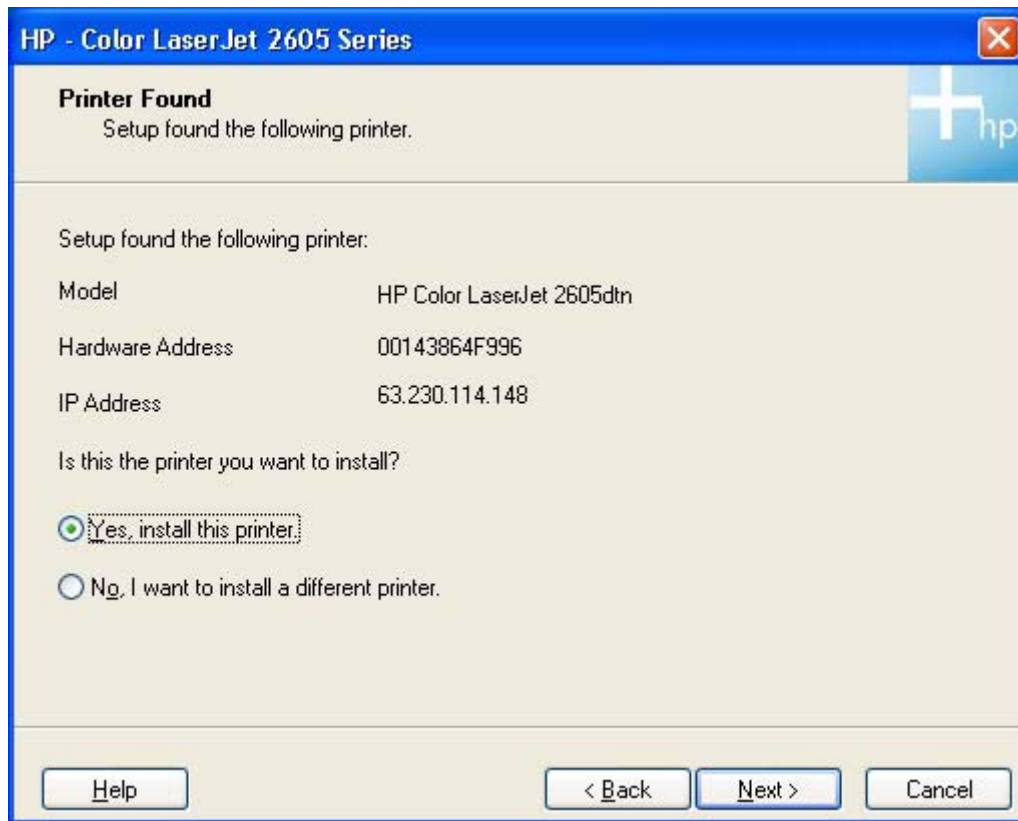 HP - Color LaserJet 2605 Series
Printer Found
Setup found the following printer.
hp
Setup found the following printer:
Model HP Color LaserJet 2605dtn
Hardware Address 00143864F996
IP Address 63.230.114.148
Is this the printer you want to install?
Yes, install this printer.
No, I want to install a different printer.
Help < Back Next > Cancel